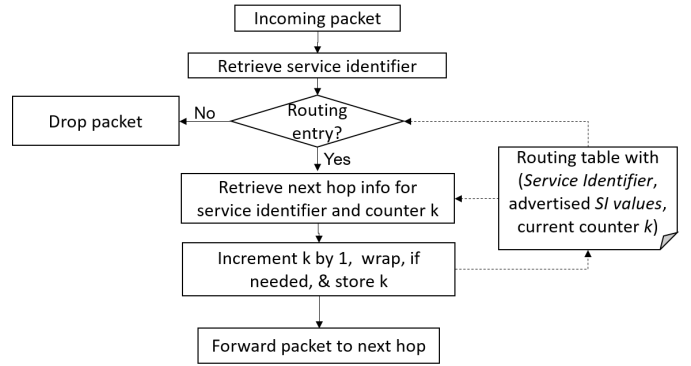 Incoming packet
Retrieve service identifier
Routing
entry?
No
Drop packet
Yes
Retrieve next hop info for
service identifier and counter k
Routing table with
(Service Identifier,
advertised SI values,
current counter k)
Increment k by 1, wrap, if
needed, & store k
Forward packet to next hop